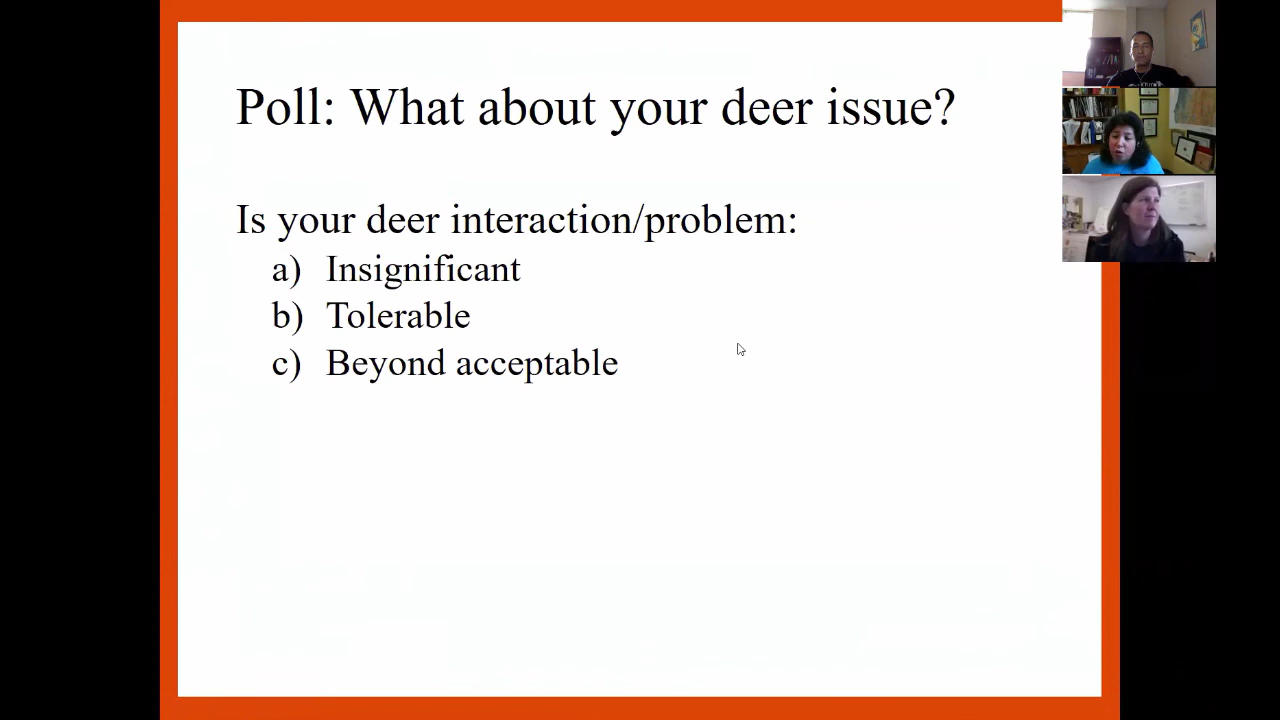 Poll: What about your deer issue?
Is your deer interaction/problem:
a) Insignificant
b) Tolerable
c) Beyond acceptable